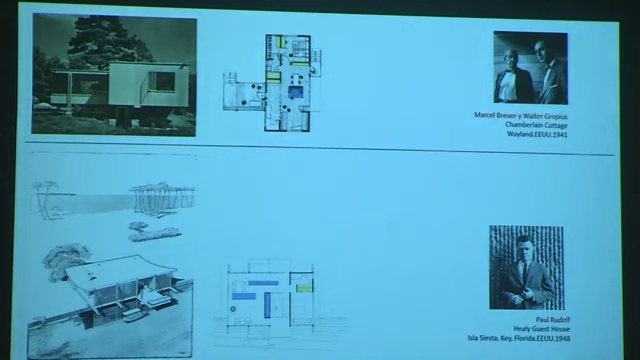 Marcel Breuer y Walter Gropius
Chamberlain Cottage
Wayland.EEUU.1941
Paul Rudolf
Healy Guest House
Isla Siesta, Key, Florida.EEUU.1948